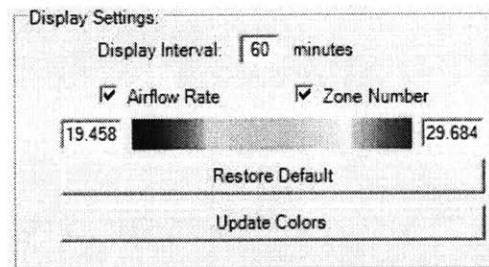 Display Settings:
Display Interval: 60 minutes
Airflow Rate Zone Number
19.458 29.684
Restore Default
Update Colors